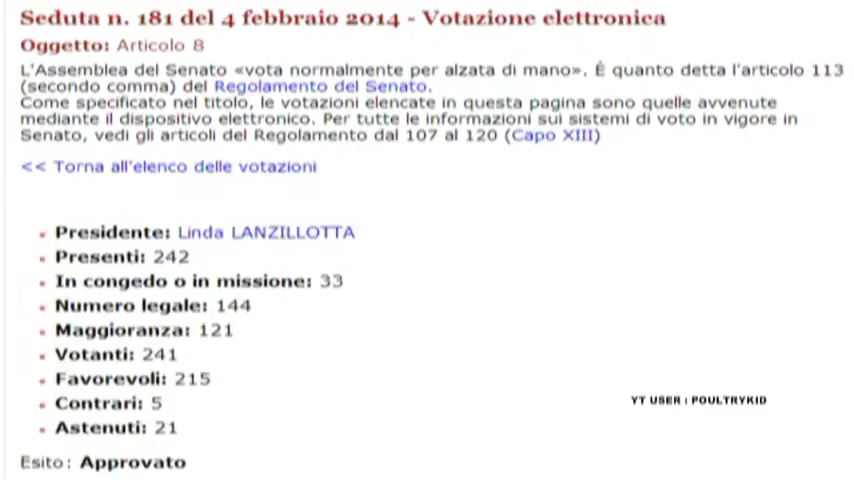 Seduta n. 181 del 4 febbraio 2014 - Votazione elettronica
Oggetto: Articolo 8
L'Assemblea del Senato «vota normalmente per alzata di mano». È quanto detta l'articolo 113
(secondo comma) del Regolamento del Senato.
Come specificato nel titolo, le votazioni elencate in questa pagina sono quelle avvenute
mediante il dispositivo elettronico. Per tutte le informazioni sui sistemi di voto in vigore in
Senato, vedi gli articoli del Regolamento dal 107 al 120 (Capo XIII)
<< Torna all'elenco delle votazioni
Presidente: Linda LANZILLOTTA
Presenti: 242
In congedo o in missione: 33
Numero legale: 144
Maggioranza: 121
Votanti: 241
Favorevoli: 215
Contrari: 5
YT USER : POULTRYKID
Astenuti: 21
Esito: Approvato